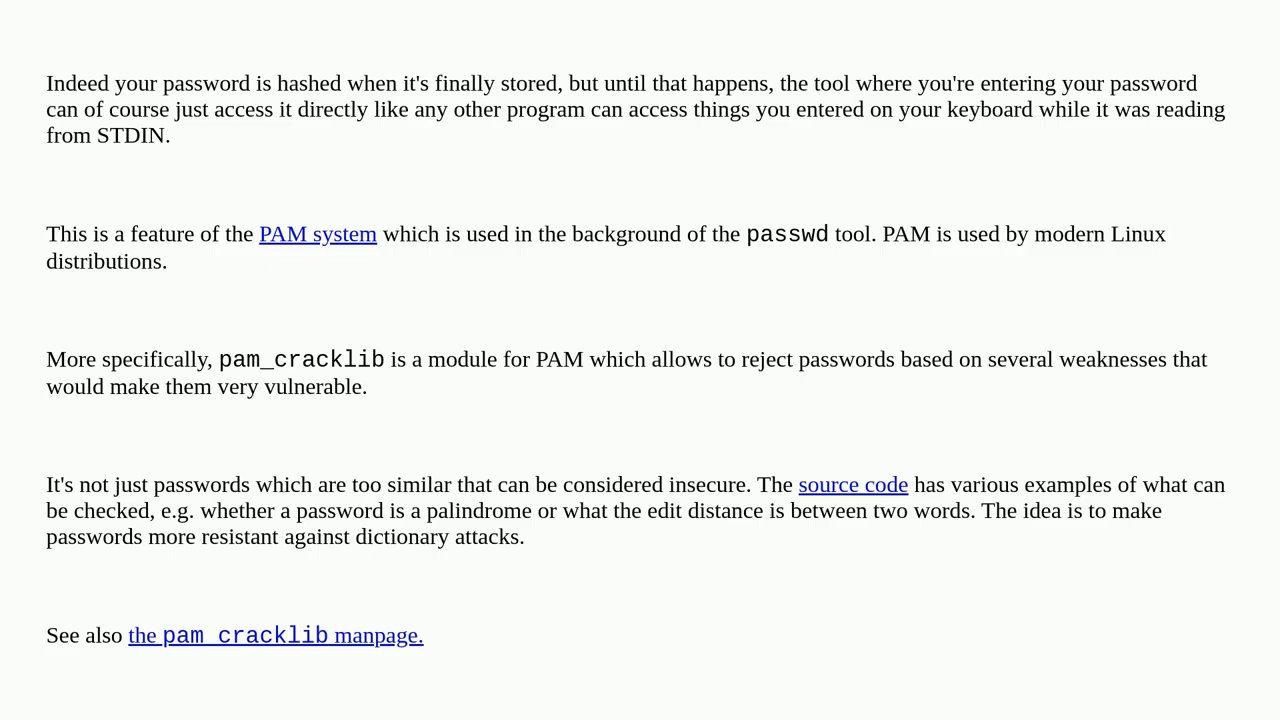 Indeed your password is hashed when it's finally stored, but until that happens, the tool where you're entering your password
can of course just access it directly like any other program can access things you entered on your keyboard while it was reading
from STDIN.
This is a feature of the PAM system which is used in the background of the passwd tool. PAM is used by modern Linux
distributions.
More specifically, pam_cracklib is a module for PAM which allows to reject passwords based on several weaknesses that
would make them very vulnerable.
It's not just passwords which are too similar that can be considered insecure. The source code has various examples of what can
be checked, e.g. whether a password is a palindrome or what the edit distance is between two words. The idea is to make
passwords more resistant against dictionary attacks.
See also the pam_cracklib manpage.